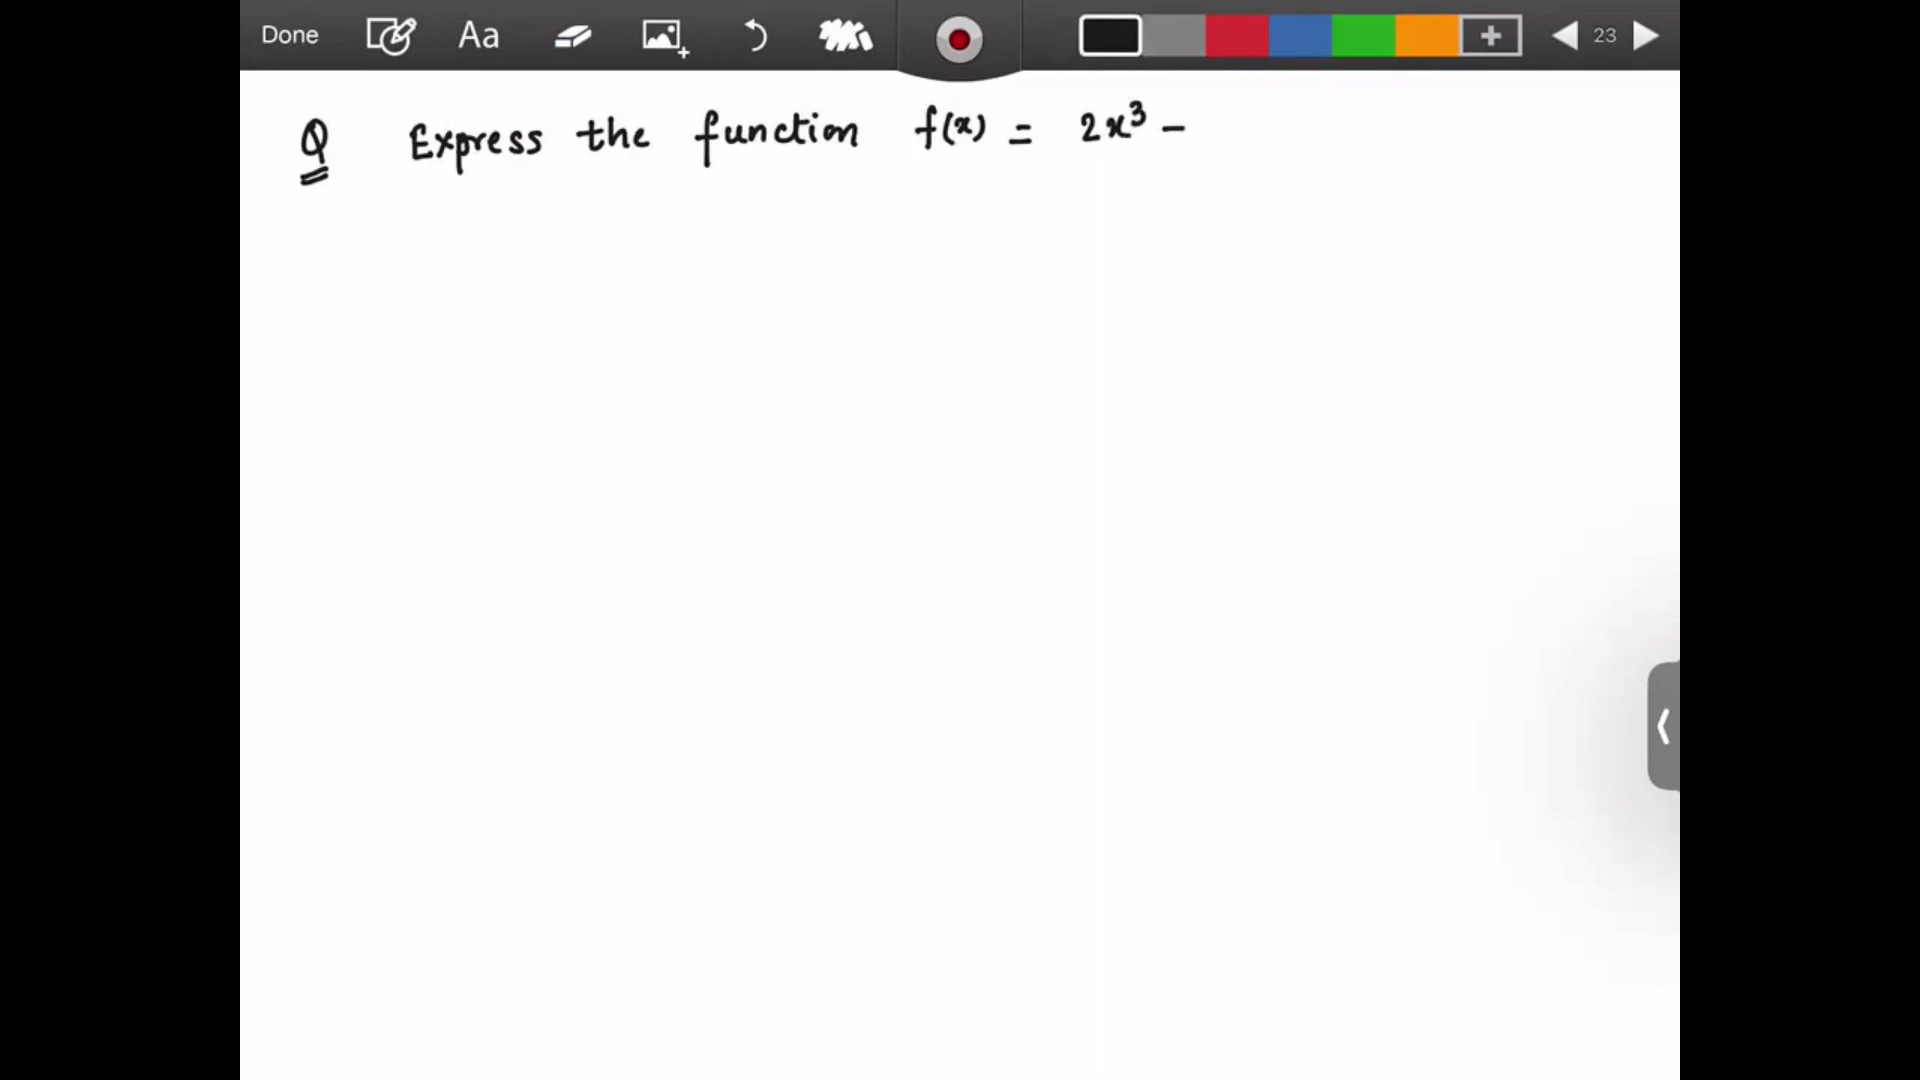 Done Aa 23
Q Express the function f(x) = 2x³ −